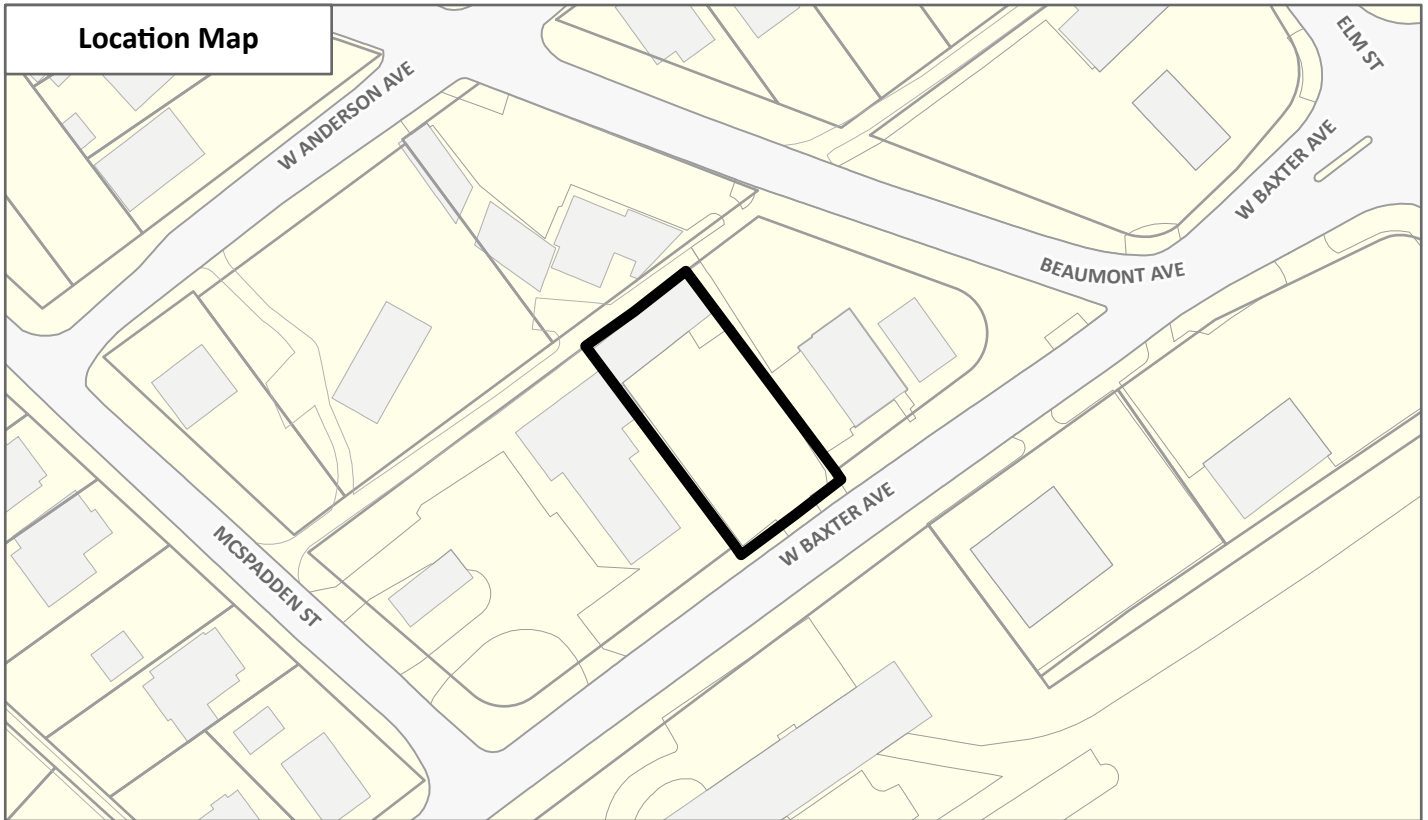 Location Map
ELM ST
W ANDERSON AVE
W BAXTER AVE
BEAUMONT AVE
W BAXTER AVE
MCSPADDEN ST